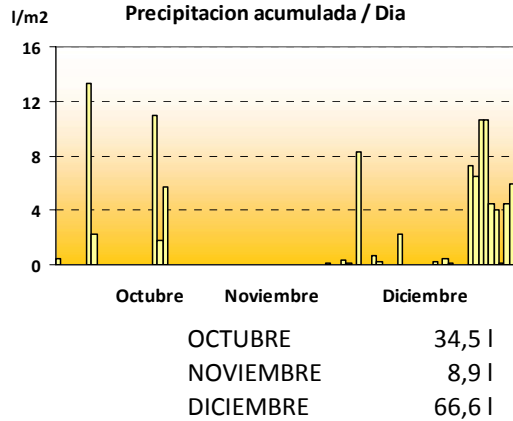 l/m2
Precipitacion acumulada / Dia
16
12
8
4
0
Octubre Noviembre Diciembre
OCTUBRE 34,5 l
NOVIEMBRE 8,9 l
DICIEMBRE 66,6 l